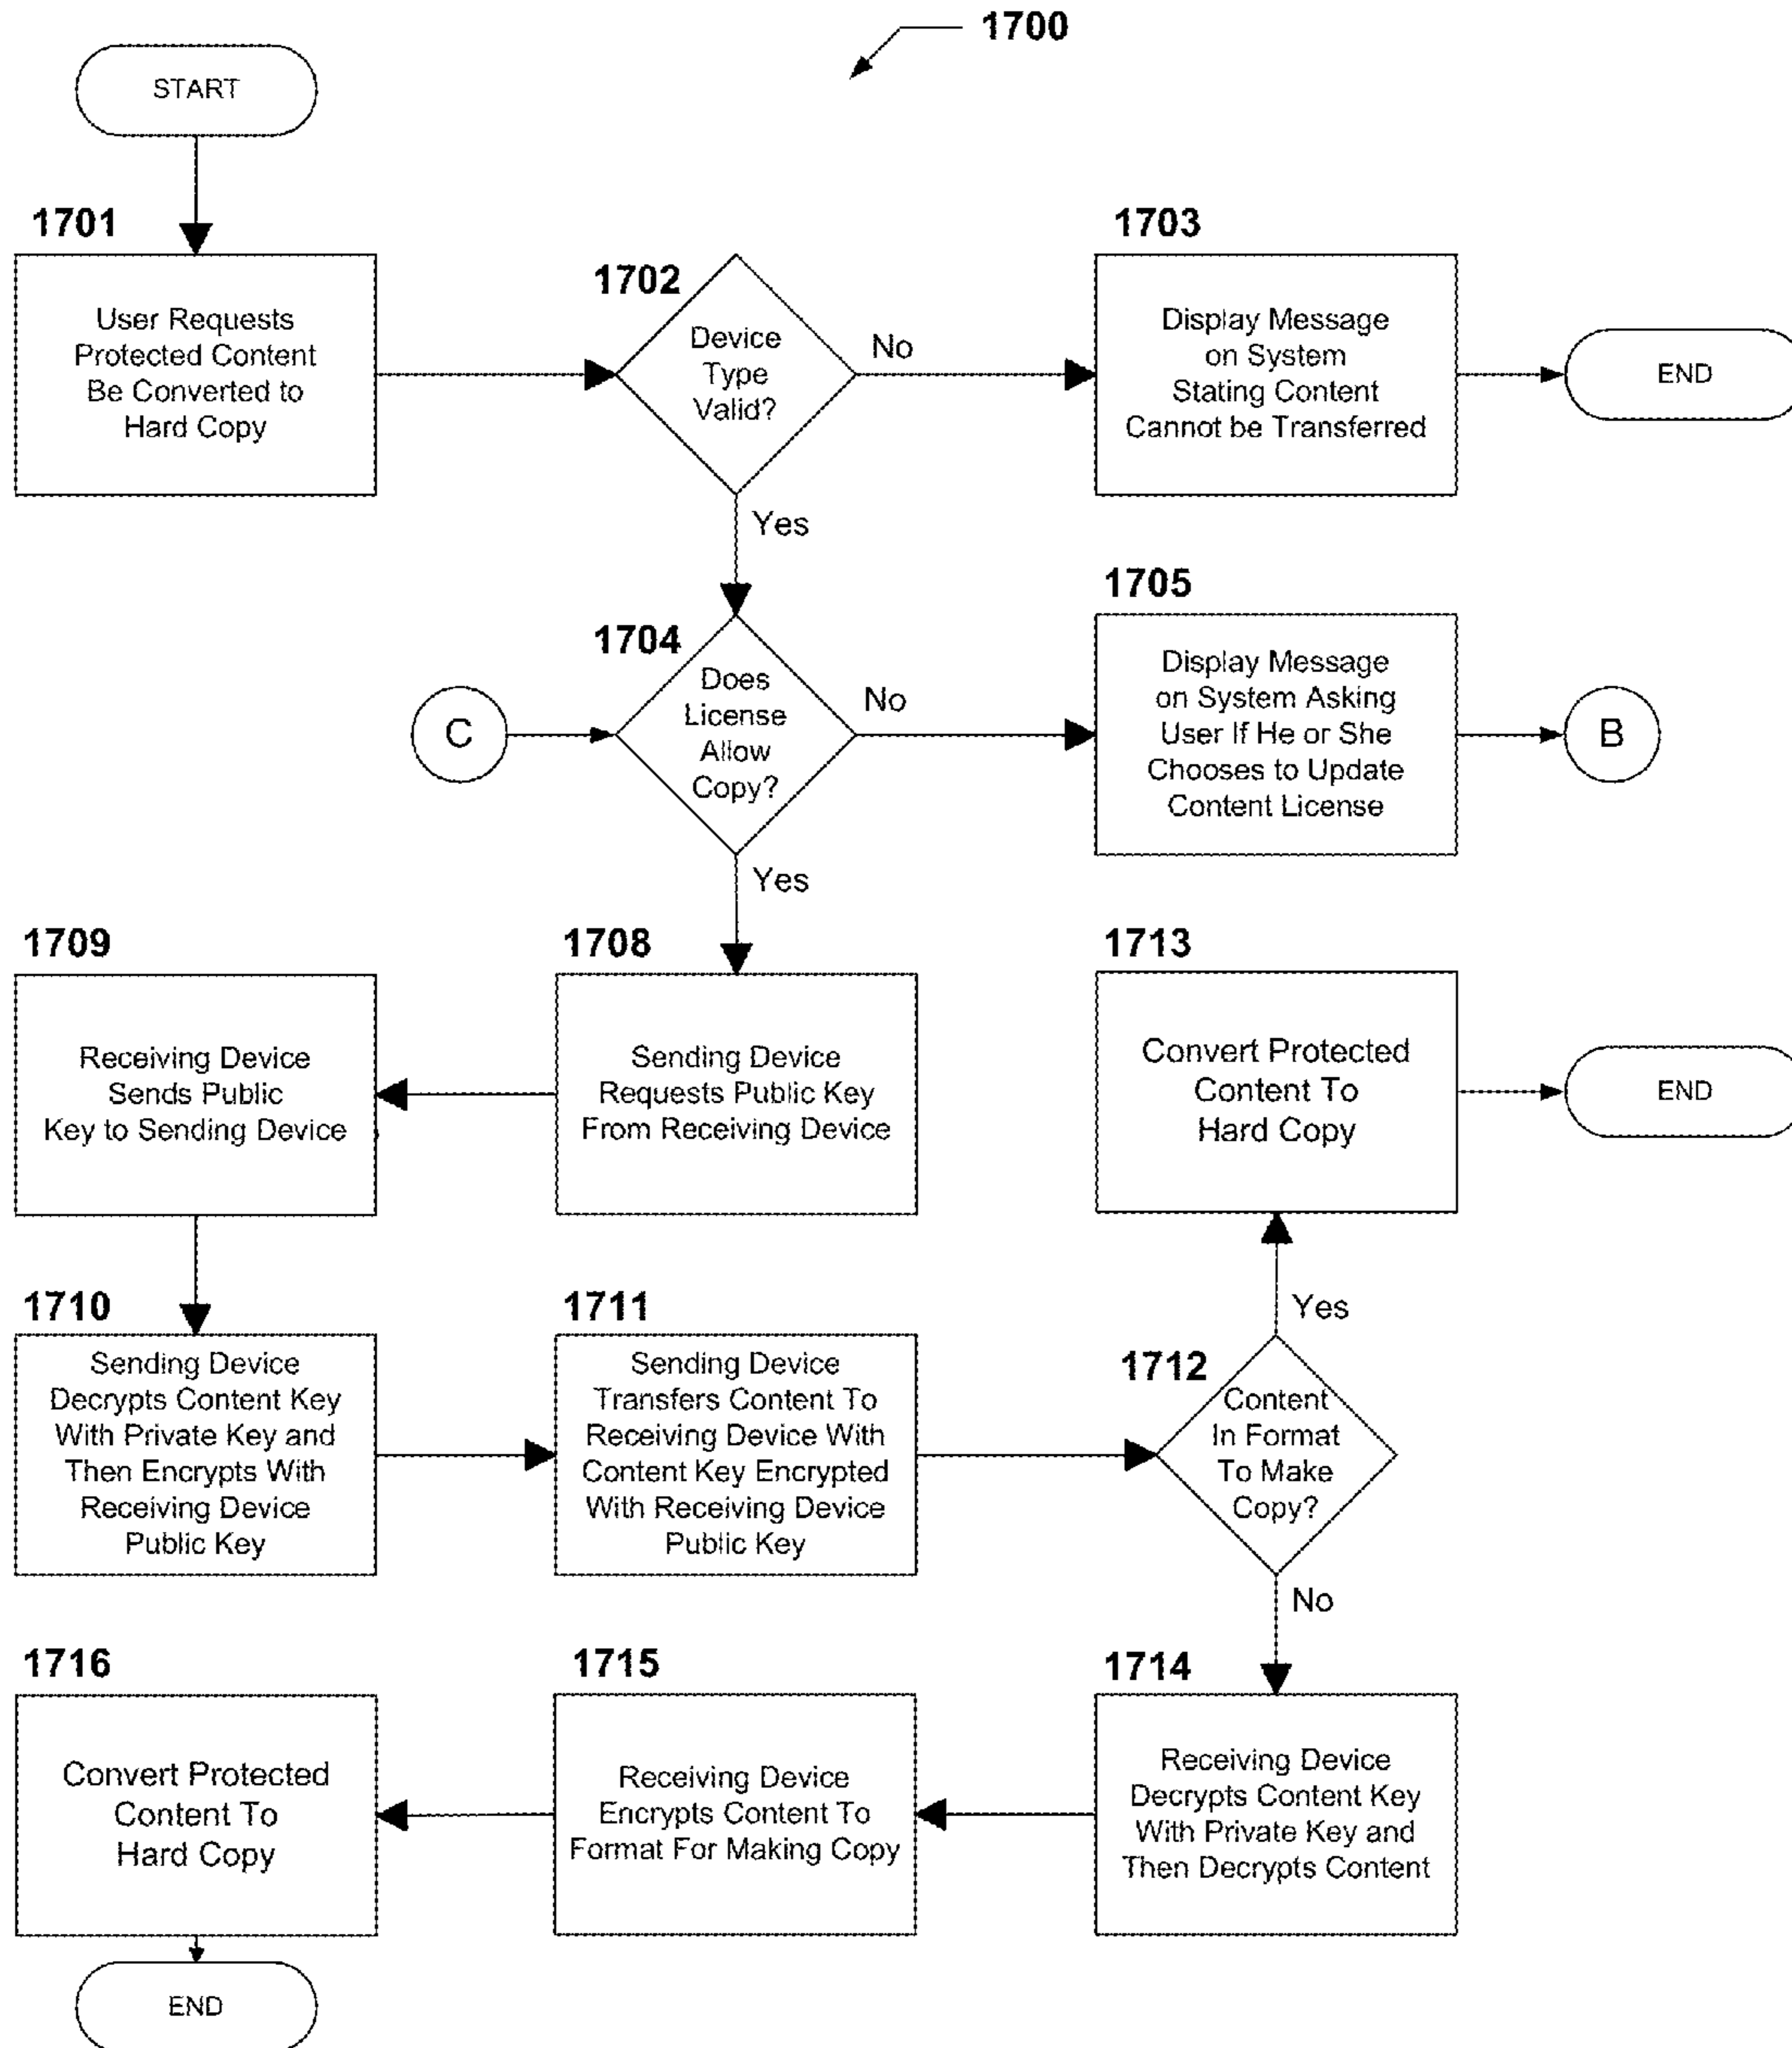 1700
START
1701
User Requests
Protected Content
Be Converted to
Hard Copy
1702
Device
Type
Valid?
No
Yes
1703
Display Message
on System
Stating Content
Cannot be Transferred
END
1704
Does
License
Allow
Copy?
C
No
Yes
1705
Display Message
on System Asking
User If He or She
Chooses to Update
Content License
B
1709
Receiving Device
Sends Public
Key to Sending Device
1708
Sending Device
Requests Public Key
From Receiving Device
1713
Convert Protected
Content To
Hard Copy
END
1710
Sending Device
Decrypts Content Key
With Private Key and
Then Encrypts With
Receiving Device
Public Key
1711
Sending Device
Transfers Content To
Receiving Device With
Content Key Encrypted
With Receiving Device
Public Key
1712
Content
In Format
To Make
Copy?
Yes
No
1716
Convert Protected
Content To
Hard Copy
1715
Receiving Device
Encrypts Content To
Format For Making Copy
1714
Receiving Device
Decrypts Content Key
With Private Key and
Then Decrypts Content
END